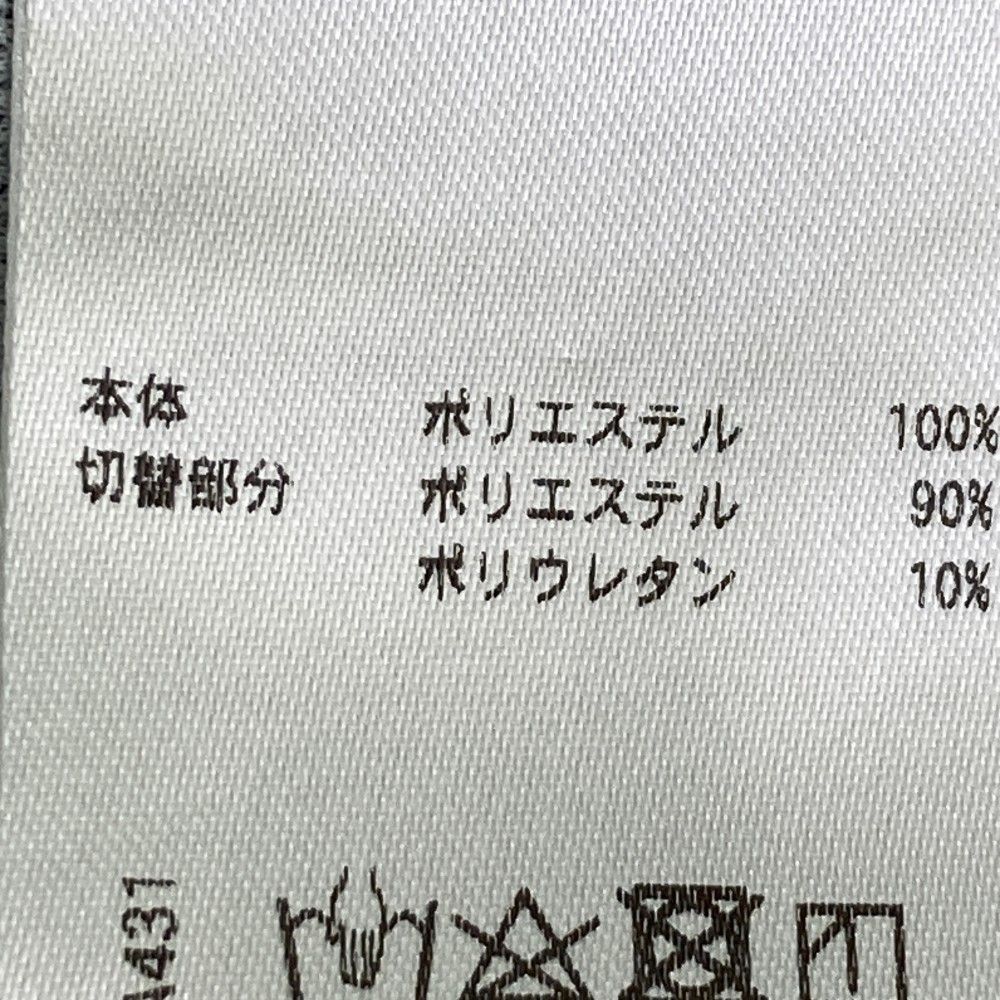 本体 ポリエステル 100%
切替部分 ポリエステル 90%
ポリウレタン 10%
A431